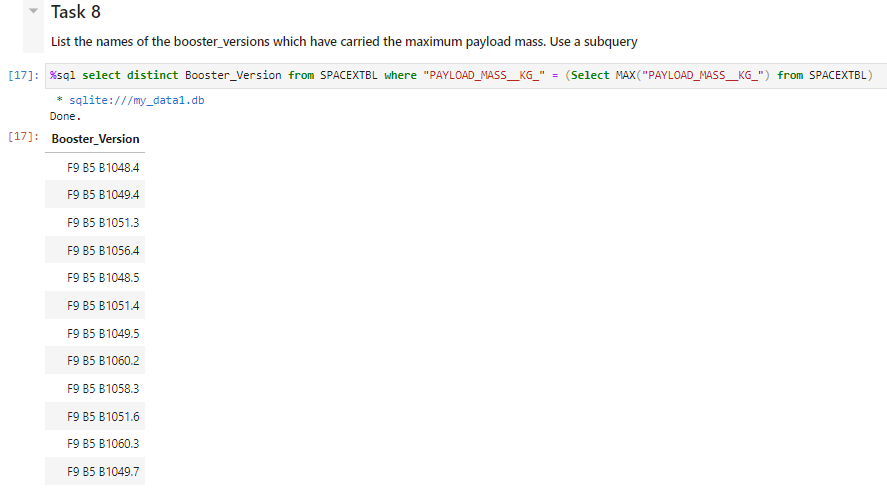 Task 8
List the names of the booster_versions which have carried the maximum payload mass. Use a subquery
[17]: %sql select distinct Booster_Version from SPACEXTBL where "PAYLOAD_MASS__KG_" = (Select MAX("PAYLOAD_MASS__KG_") from SPACEXTBL)
* sqlite:///my_data1.db
Done.
[17]: Booster_Version
F9 B5 B1048.4
F9 B5 B1049.4
F9 B5 B1051.3
F9 B5 B1056.4
F9 B5 B1048.5
F9 B5 B1051.4
F9 B5 B1049.5
F9 B5 B1060.2
F9 B5 B1058.3
F9 B5 B1051.6
F9 B5 B1060.3
F9 B5 B1049.7